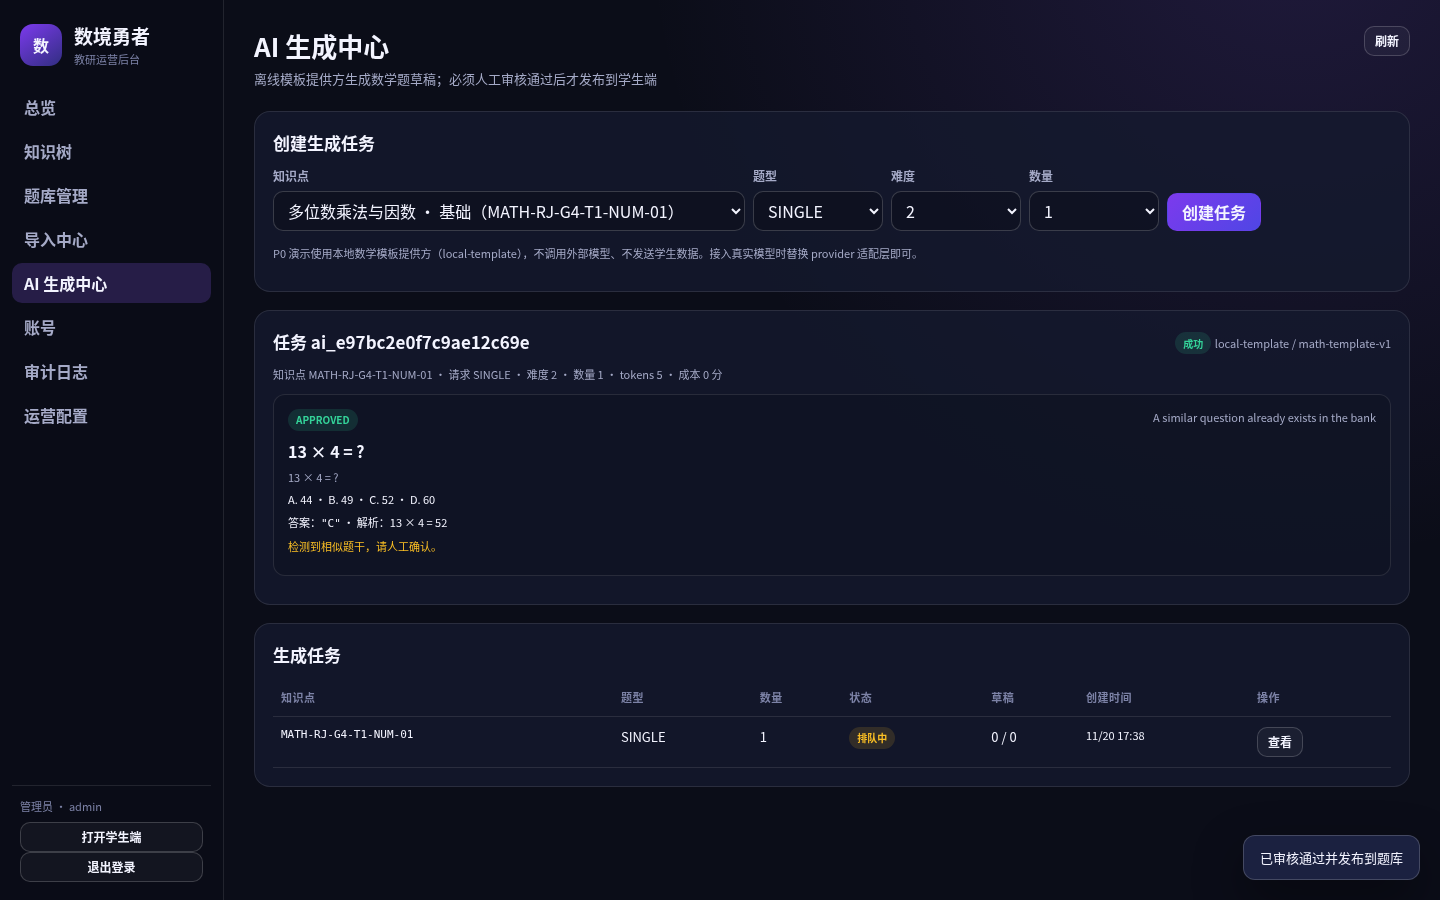 数
数境勇者
教研运营后台
总览
知识树
题库管理
导入中心
AI 生成中心
账号
审计日志
运营配置
管理员 · admin
打开学生端
退出登录
AI 生成中心
离线模板提供方生成数学题草稿；必须人工审核通过后才发布到学生端
刷新
创建生成任务
知识点 题型 难度 数量
多位数乘法与因数 · 基础（MATH-RJ-G4-T1-NUM-01） SINGLE 2 1 创建任务
P0 演示使用本地数学模板提供方（local-template），不调用外部模型、不发送学生数据。接入真实模型时替换 provider 适配层即可。
任务 ai_e97bc2e0f7c9ae12c69e
成功 local-template / math-template-v1
知识点 MATH-RJ-G4-T1-NUM-01 · 请求 SINGLE · 难度 2 · 数量 1 · tokens 5 · 成本 0 分
APPROVED
A similar question already exists in the bank
13 × 4 = ?
13 × 4 = ?
A. 44 · B. 49 · C. 52 · D. 60
答案："C" · 解析：13 × 4 = 52
检测到相似题干，请人工确认。
生成任务
知识点 题型 数量 状态 草稿 创建时间 操作
MATH-RJ-G4-T1-NUM-01 SINGLE 1 排队中 0 / 0 11/20 17:38 查看
已审核通过并发布到题库